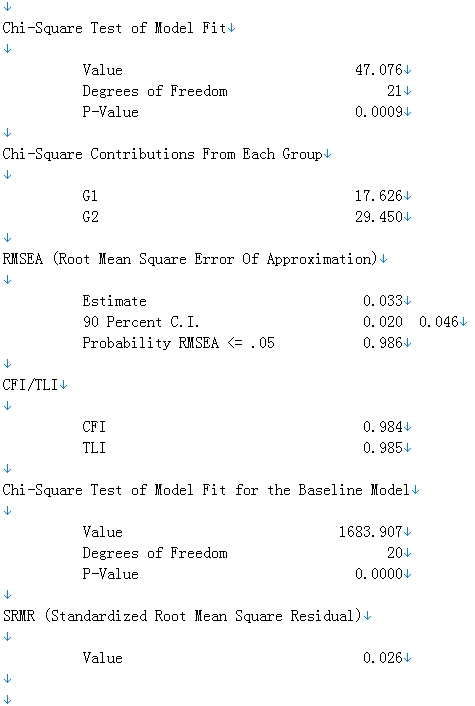 ↓
Chi-Square Test of Model Fit↓
↓
Value 47.076↓
Degrees of Freedom 21↓
P-Value 0.0009↓
↓
Chi-Square Contributions From Each Group↓
↓
G1 17.626↓
G2 29.450↓
↓
RMSEA (Root Mean Square Error Of Approximation)↓
↓
Estimate 0.033↓
90 Percent C.I. 0.020 0.046↓
Probability RMSEA <= .05 0.986↓
↓
CFI/TLI↓
↓
CFI 0.984↓
TLI 0.985↓
↓
Chi-Square Test of Model Fit for the Baseline Model↓
↓
Value 1683.907↓
Degrees of Freedom 20↓
P-Value 0.0000↓
↓
SRMR (Standardized Root Mean Square Residual)↓
↓
Value 0.026↓
↓
↓